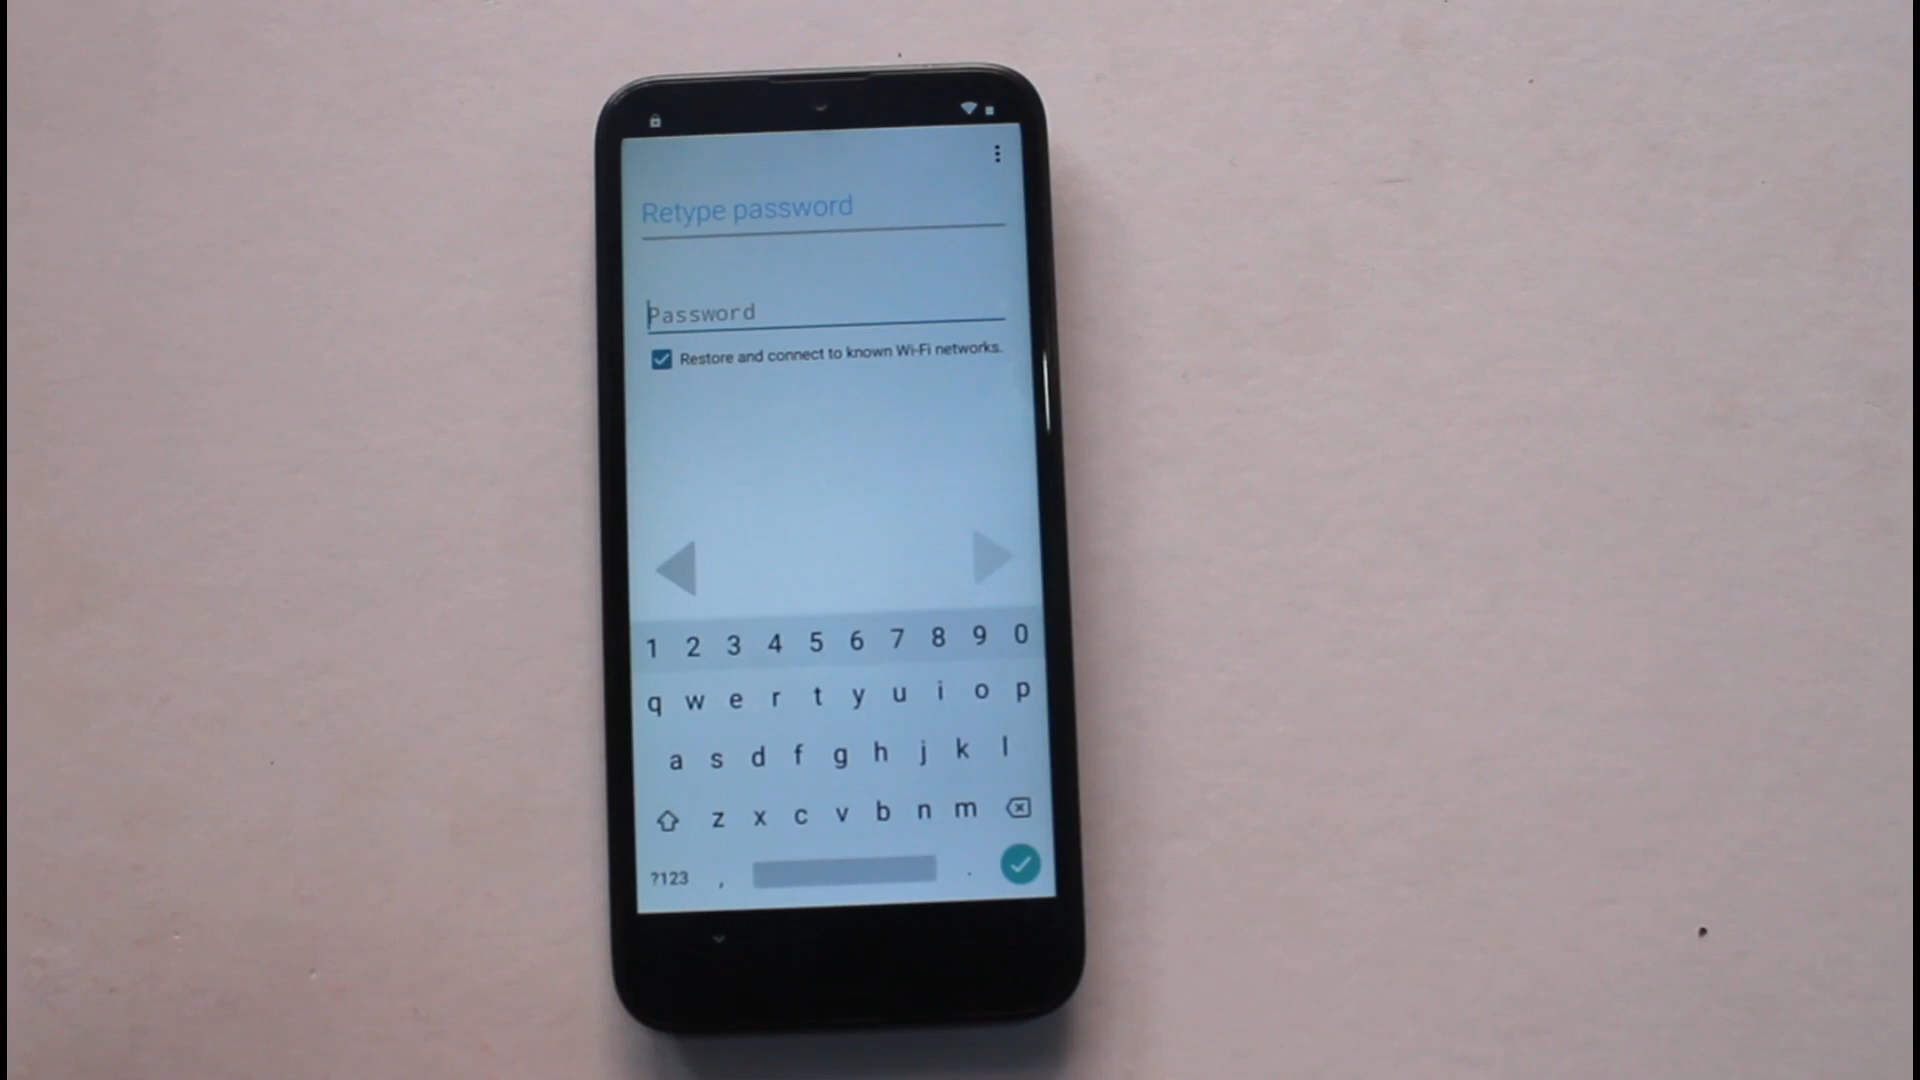 Retype password
Password
Restore and connect to known Wi-Fi networks.
1 2 3 4 5 6 7 8 9 0
q w e r t y u i o p
a s d f g h j k l
z x c v b n m
?123 , .